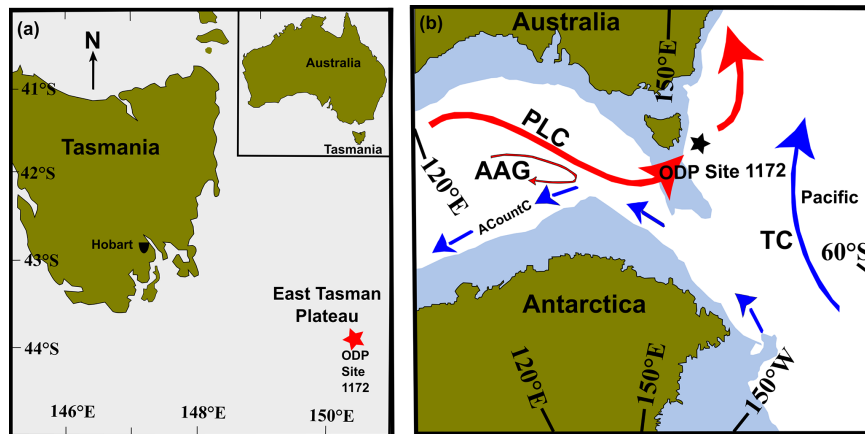 (a)
N
41°S
Australia
Tasmania
Tasmania
42°S
Hobart
43°S
East Tasman
Plateau
44°S
ODP
Site
1172
146°E
148°E
150°E
(b)
Australia
150°E
PLC
120°E
AAG
ODP Site 1172
ACountC
Pacific
TC
60°S
Antarctica
120°E
150°E
150°W